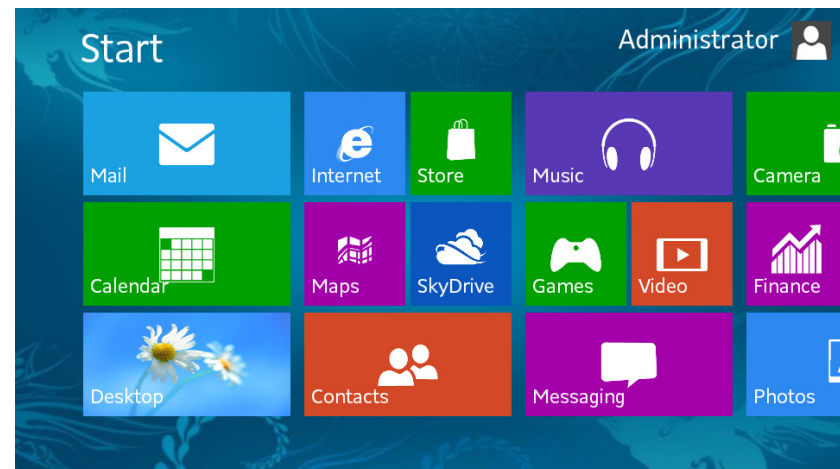 Start
Administrator
Mail
Internet
Store
Music
Camera
Calendar
Maps
SkyDrive
Games
Video
Finance
Desktop
Contacts
Messaging
Photos